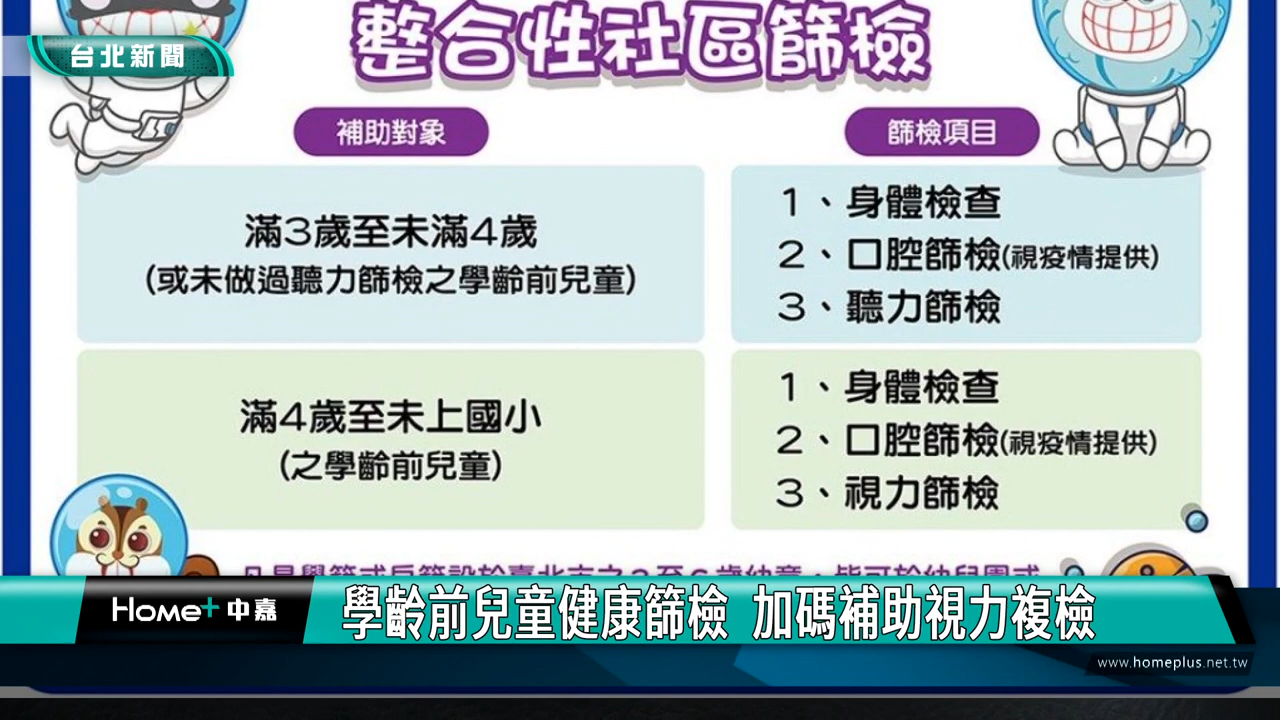 整合性社區篩檢
台北新聞
補助對象
篩檢項目
滿3歲至未滿4歲
(或未做過聽力篩檢之學齡前兒童)
1、身體檢查
2、口腔篩檢(視疫情提供)
3、聽力篩檢
滿4歲至未上國小
(之學齡前兒童)
1、身體檢查
2、口腔篩檢(視疫情提供)
3、視力篩檢
Home+中嘉
學齡前兒童健康篩檢 加碼補助視力複檢
www.homeplus.net.tw